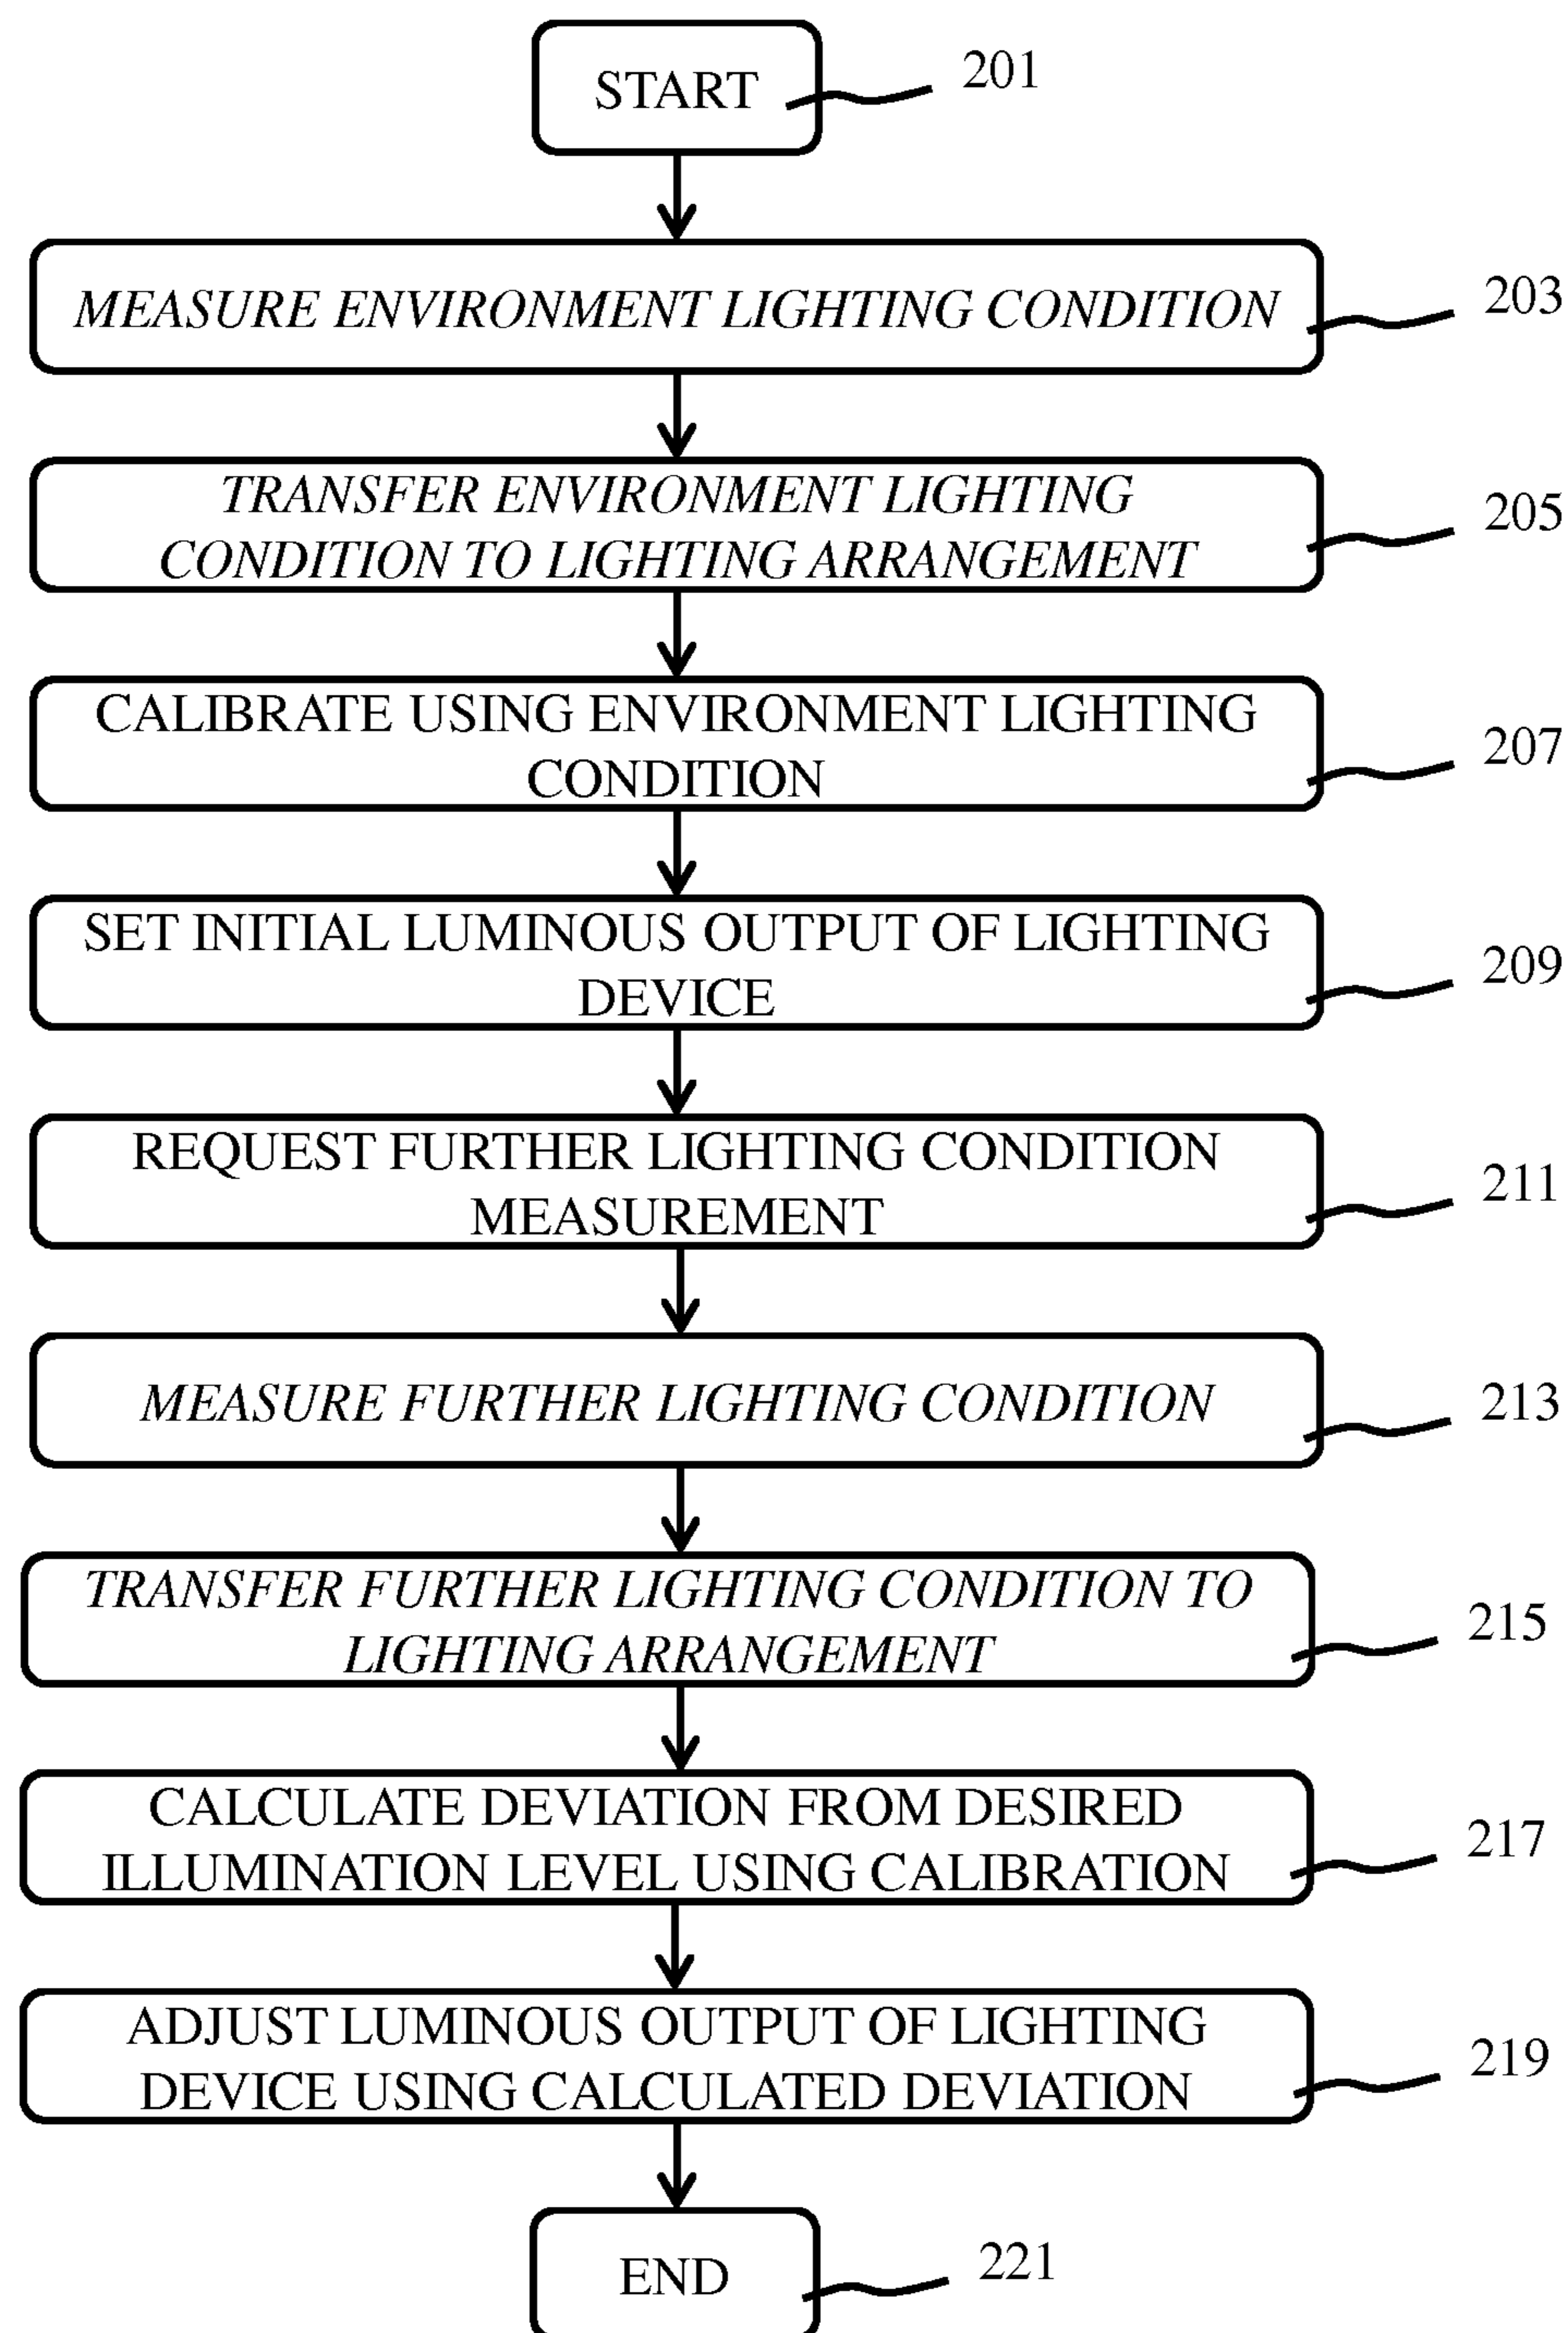 START
201
MEASURE ENVIRONMENT LIGHTING CONDITION
203
TRANSFER ENVIRONMENT LIGHTING
CONDITION TO LIGHTING ARRANGEMENT
205
CALIBRATE USING ENVIRONMENT LIGHTING
CONDITION
207
SET INITIAL LUMINOUS OUTPUT OF LIGHTING
DEVICE
209
REQUEST FURTHER LIGHTING CONDITION
MEASUREMENT
211
MEASURE FURTHER LIGHTING CONDITION
213
TRANSFER FURTHER LIGHTING CONDITION TO
LIGHTING ARRANGEMENT
215
CALCULATE DEVIATION FROM DESIRED
ILLUMINATION LEVEL USING CALIBRATION
217
ADJUST LUMINOUS OUTPUT OF LIGHTING
DEVICE USING CALCULATED DEVIATION
219
END
221